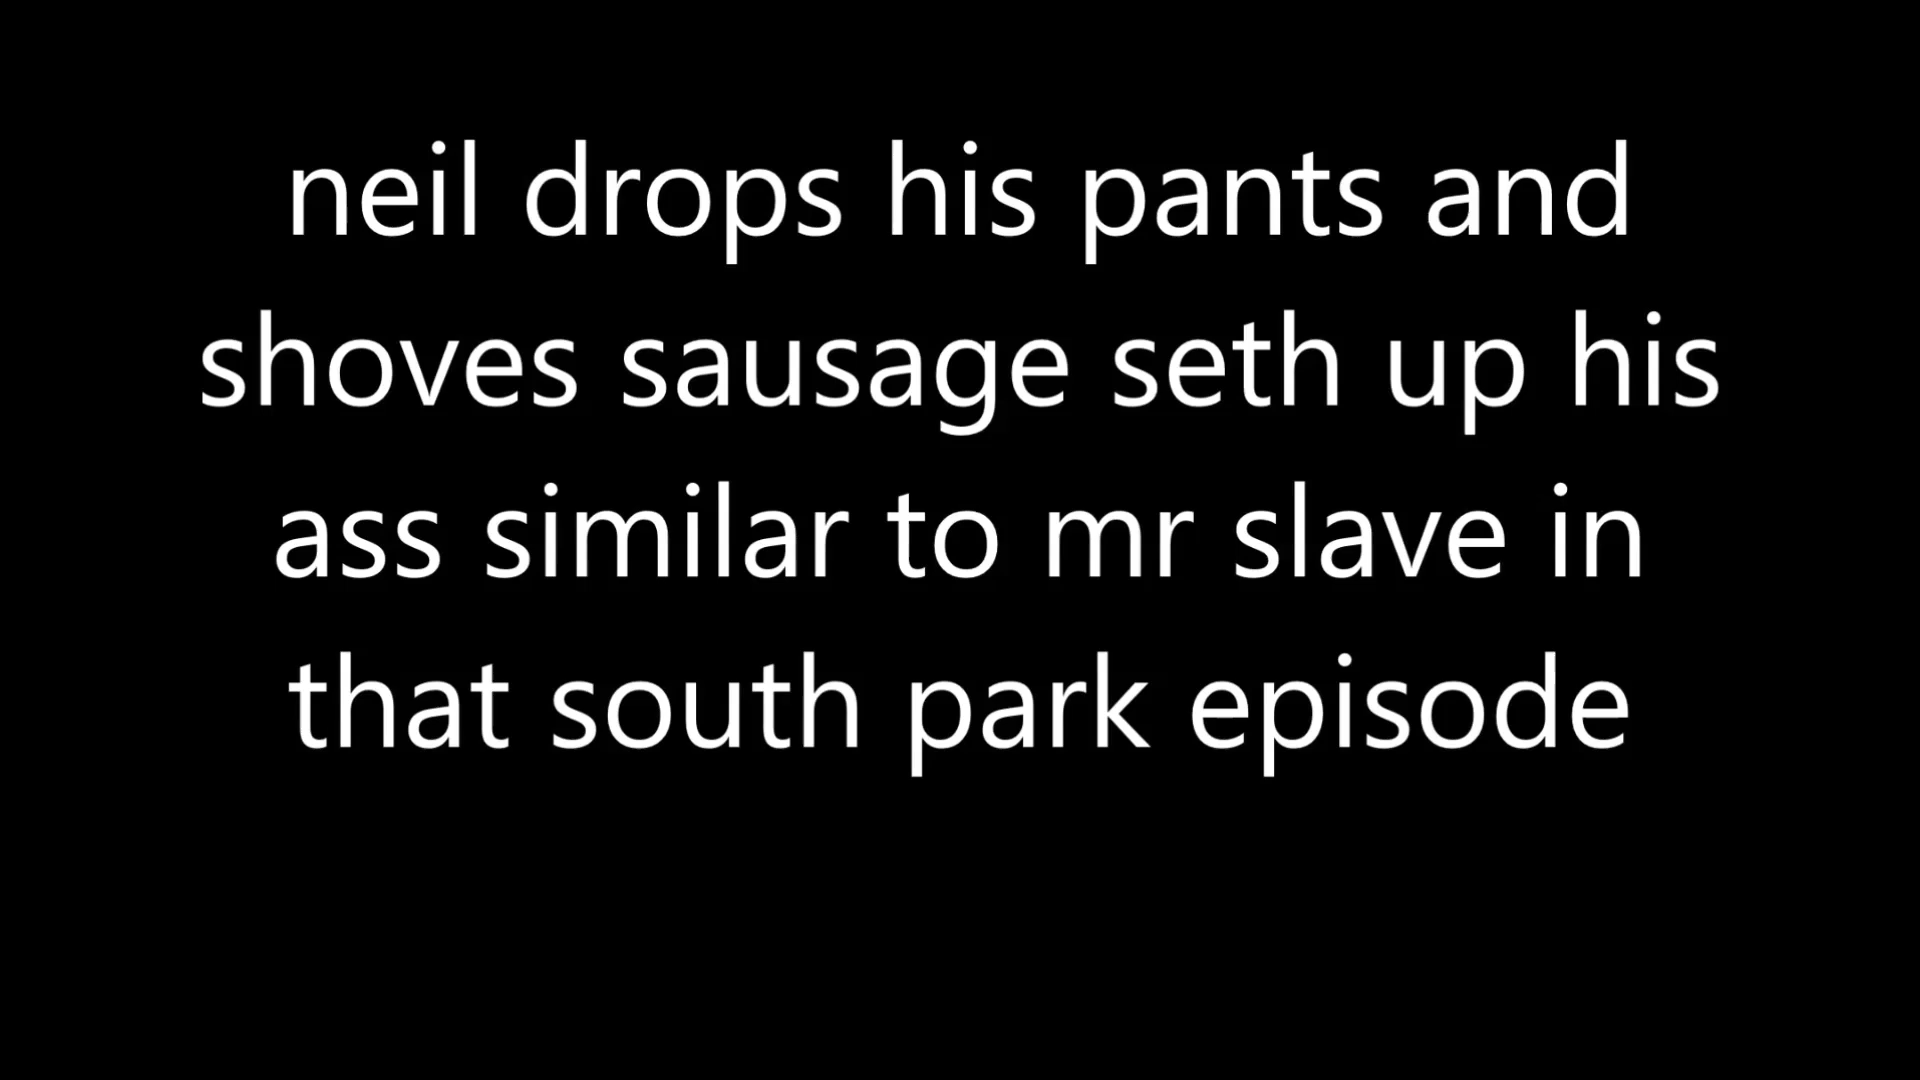 neil drops his pants and
shoves sausage seth up his
ass similar to mr slave in
that south park episode